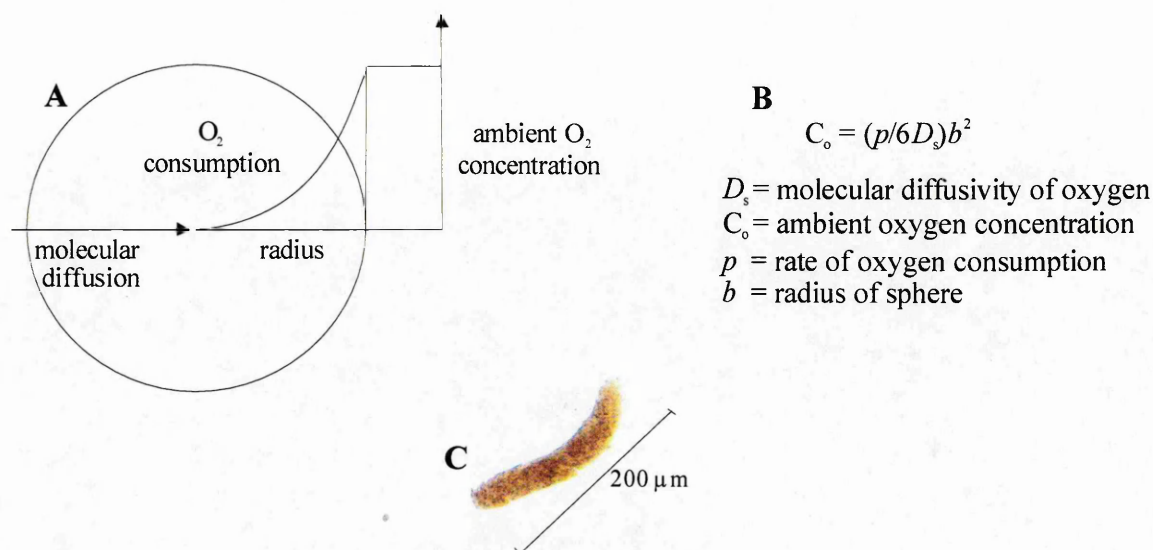 A
O₂
consumption
ambient O₂
concentration
molecular
diffusion
radius
B
Cₒ = (p/6Dₛ)b²
Dₛ = molecular diffusivity of oxygen
Cₒ = ambient oxygen concentration
p = rate of oxygen consumption
b = radius of sphere
C
200 μm